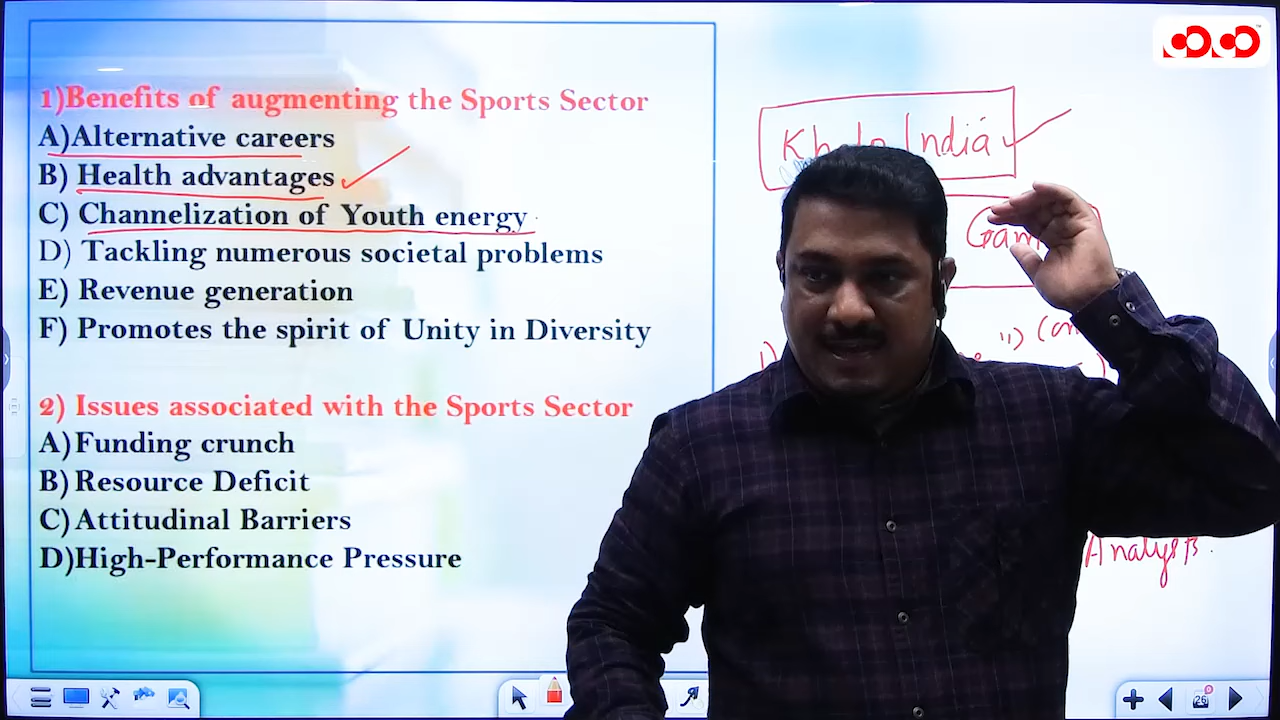 1)Benefits of augmenting the Sports Sector
A)Alternative careers
B) Health advantages
C) Channelization of Youth energy
D) Tackling numerous societal problems
E) Revenue generation
F) Promotes the spirit of Unity in Diversity
2) Issues associated with the Sports Sector
A)Funding crunch
B)Resource Deficit
C)Attitudinal Barriers
D)High-Performance Pressure
India
Analysis.
26